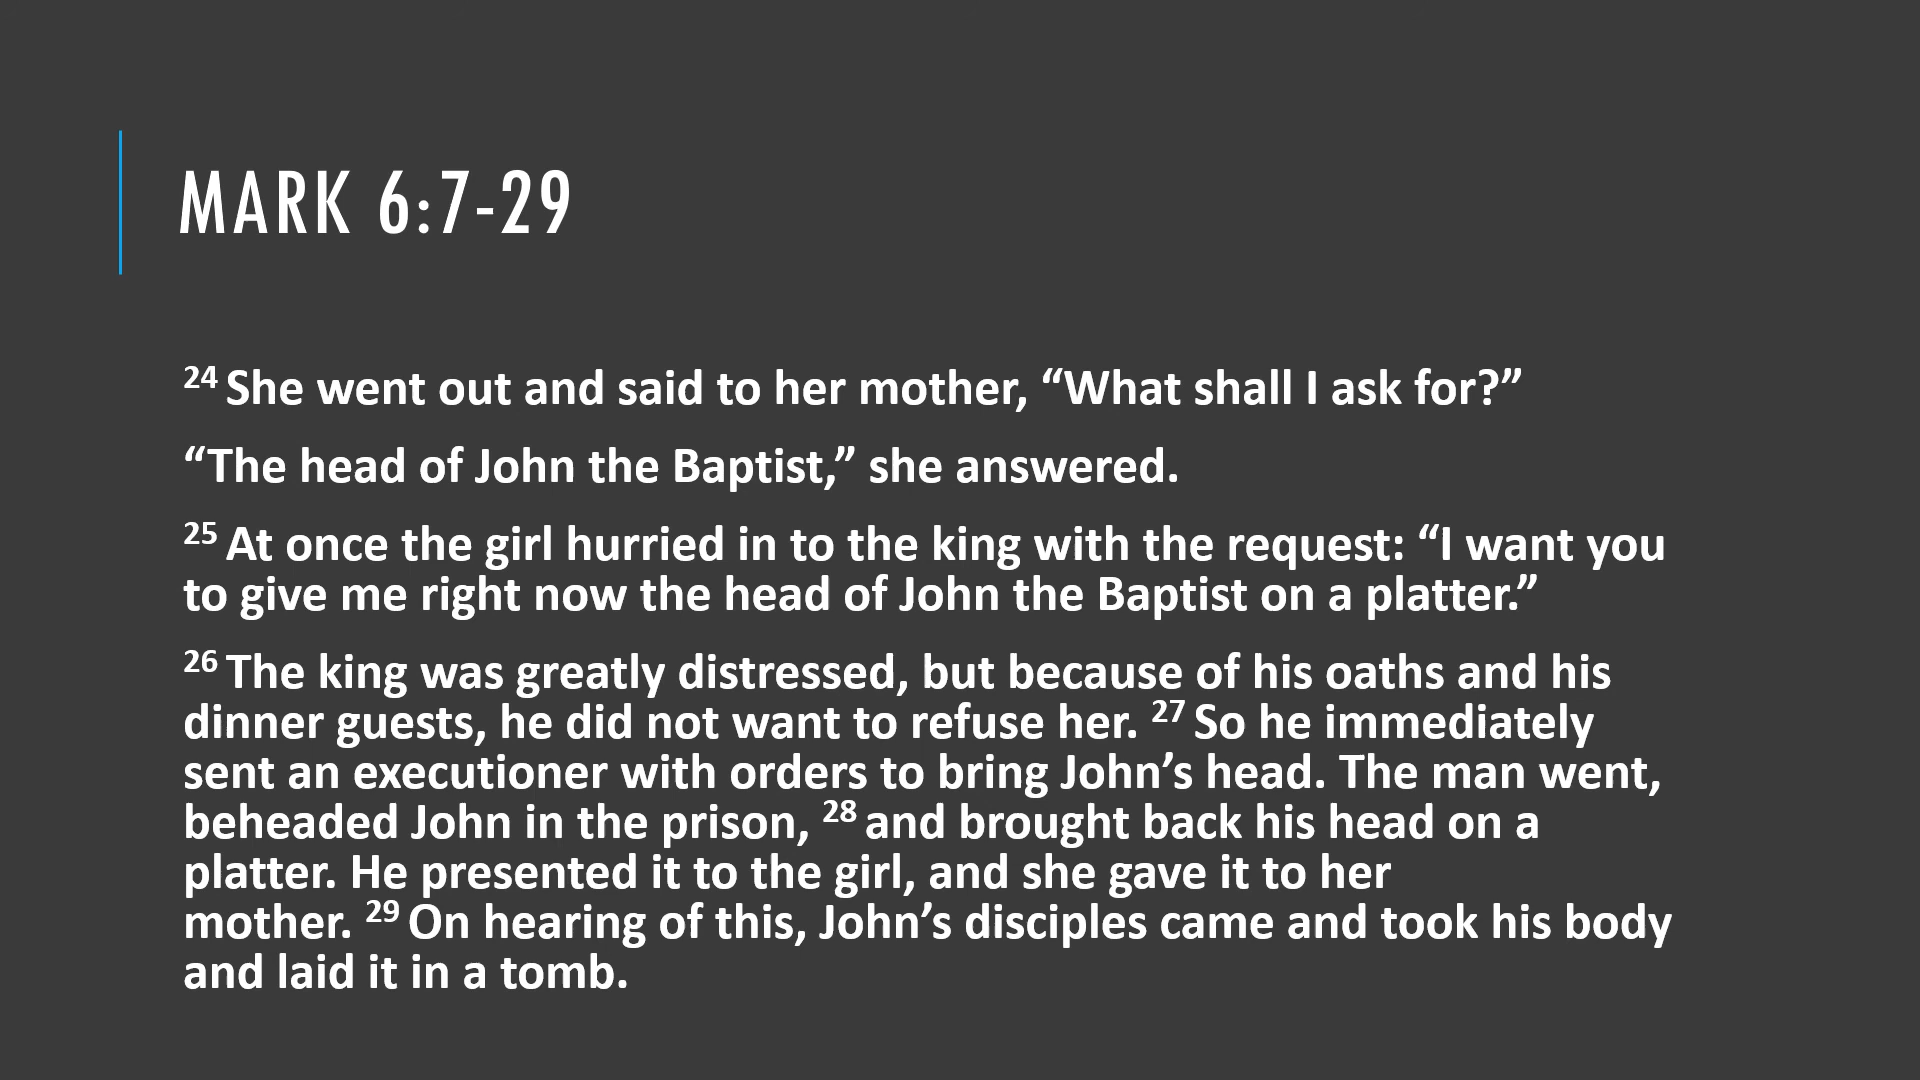 MARK 6:7-29
24 She went out and said to her mother, “What shall I ask for?”
“The head of John the Baptist,” she answered.
25 At once the girl hurried in to the king with the request: “I want you
to give me right now the head of John the Baptist on a platter.”
26 The king was greatly distressed, but because of his oaths and his
dinner guests, he did not want to refuse her. 27 So he immediately
sent an executioner with orders to bring John’s head. The man went,
beheaded John in the prison, 28 and brought back his head on a
platter. He presented it to the girl, and she gave it to her
mother. 29 On hearing of this, John’s disciples came and took his body
and laid it in a tomb.